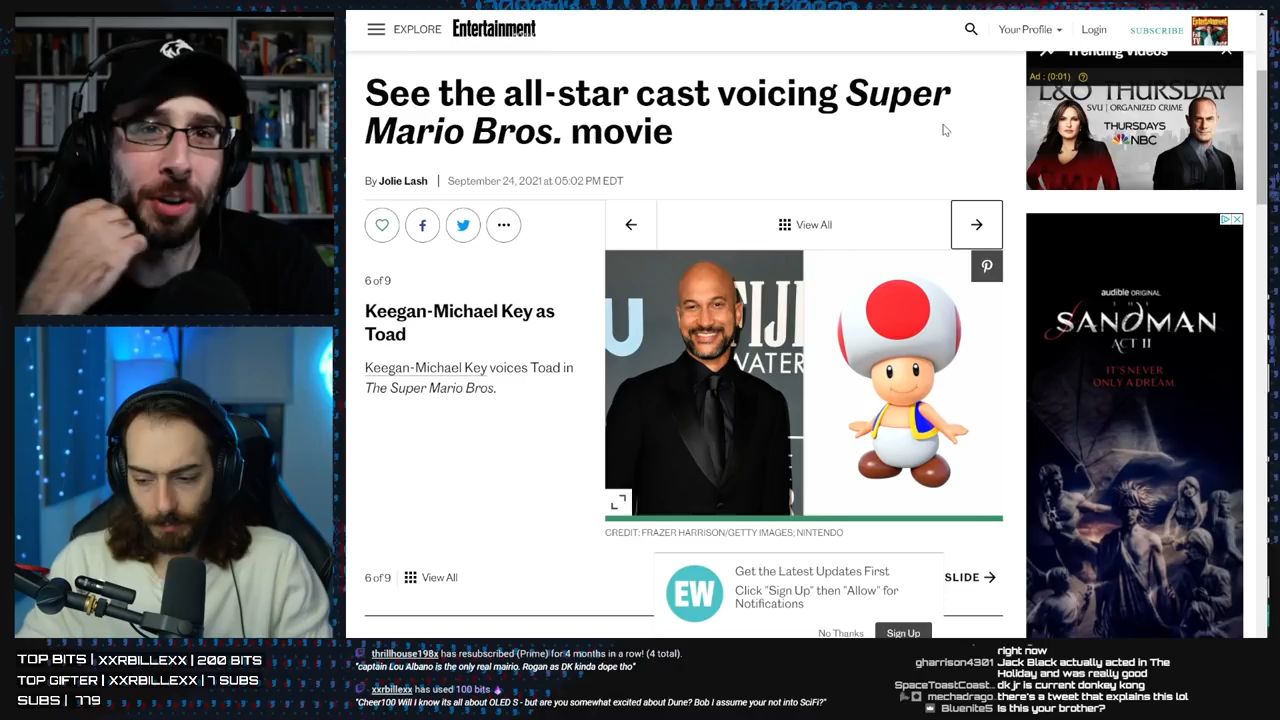 EXPLORE
Entertainment
Your Profile
Login
SUBSCRIBE
See the all-star cast voicing Super
Mario Bros. movie
By Jolie Lash | September 24, 2021 at 05:02 PM EDT
View All
6 of 9
Keegan-Michael Key as
Toad
Keegan-Michael Key voices Toad in
The Super Mario Bros.
CREDIT: FRAZER HARRISON/GETTY IMAGES; NINTENDO
6 of 9
View All
SLIDE
EW
Get the Latest Updates First
Click "Sign Up" then "Allow" for
Notifications
No Thanks
Sign Up
Trending Videos
Ad : (0:01)
L&O THURSDAY
SVU | ORGANIZED CRIME
THURSDAYS
NBC
audible ORIGINAL
THE
SANDMAN
ACT II
IT'S NEVER
ONLY A DREAM.
TOP BITS | XXRBILLEXX | 200 BITS
TOP GIFTER | XXRBILLEXX | 7 SUBS
SUBS | 779
thrillhouse198x has resubscribed (Prime) for 4 months in a row! (4 total).
"captain Lou Albano is the only real mairio. Rogan as DK kinda dope tho"
xxrbillexx has used 100 bits
"Cheer100 Will I know its all about OLED S - but are you somewhat excited about Dune? Bob I assume your not into SciFi?"
right now
gharrison4301 Jack Black actually acted in The
Holiday and was really good
SpaceToastCoast... dk jr is current donkey kong
mechadrago.. there's a tweet that explains this lol
Bluenite5 Is this your brother?